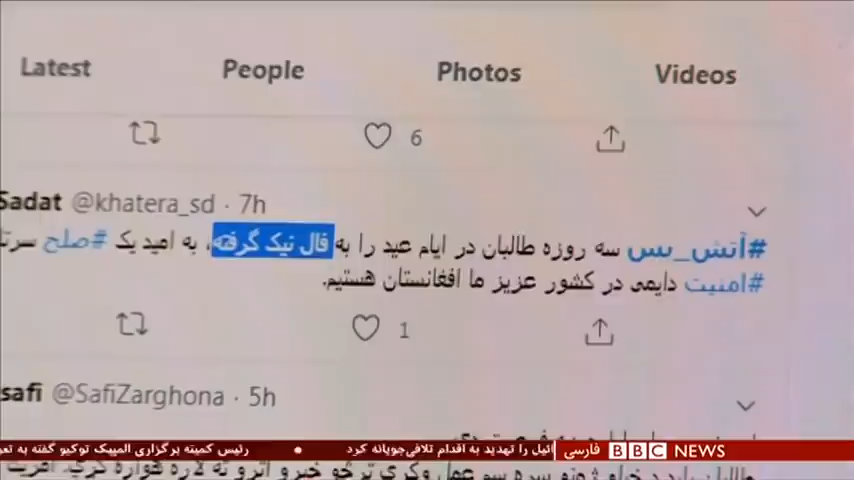 Latest People Photos Videos
6
Sadat @khatera_sd · 7h
#آتش_بس سه روزه طالبان در ایام عید را به فال نیک گرفته، به امید یک #صلح
#امنیت دایمی در کشور عزیز ما افغانستان هستیم.
1
safi @SafiZarghona · 5h
رئیس کمیته برگزاری المپیک توکیو گفته به • ائیل را تهدید به اقدام تلافی‌جویانه کرد BBC NEWS فارسی